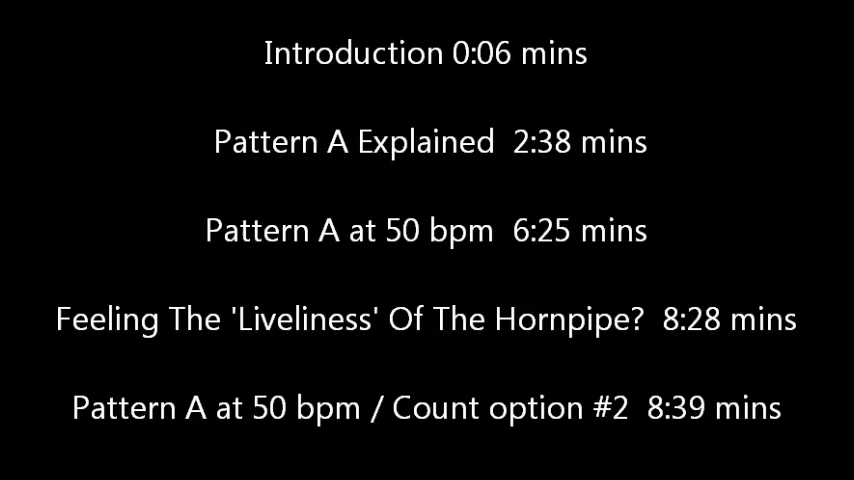 Introduction 0:06 mins
Pattern A Explained  2:38 mins
Pattern A at 50 bpm  6:25 mins
Feeling The 'Liveliness' Of The Hornpipe?  8:28 mins
Pattern A at 50 bpm / Count option #2  8:39 mins